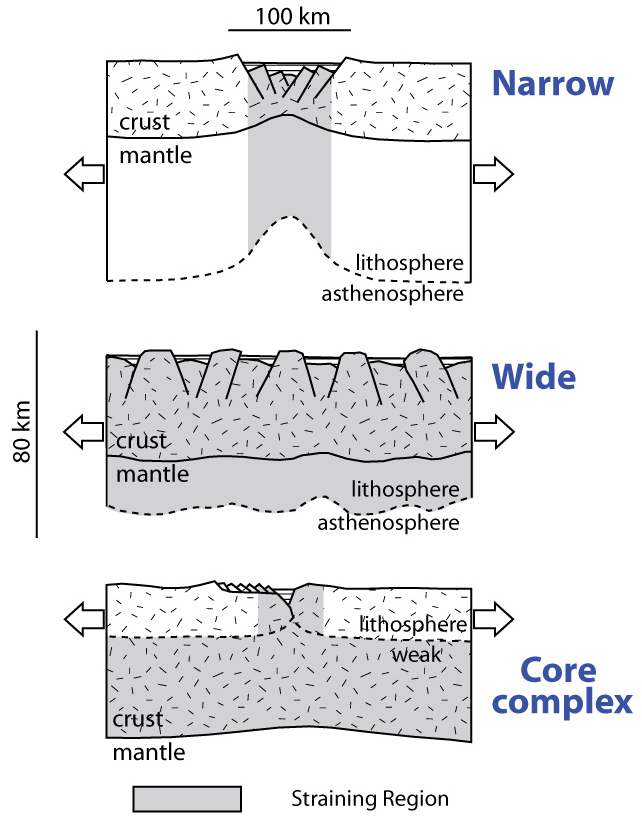 100 km
Narrow
crust
mantle
lithosphere
asthenosphere
80 km
Wide
crust
mantle
lithosphere
asthenosphere
lithosphere
weak
Core
complex
crust
mantle
Straining Region